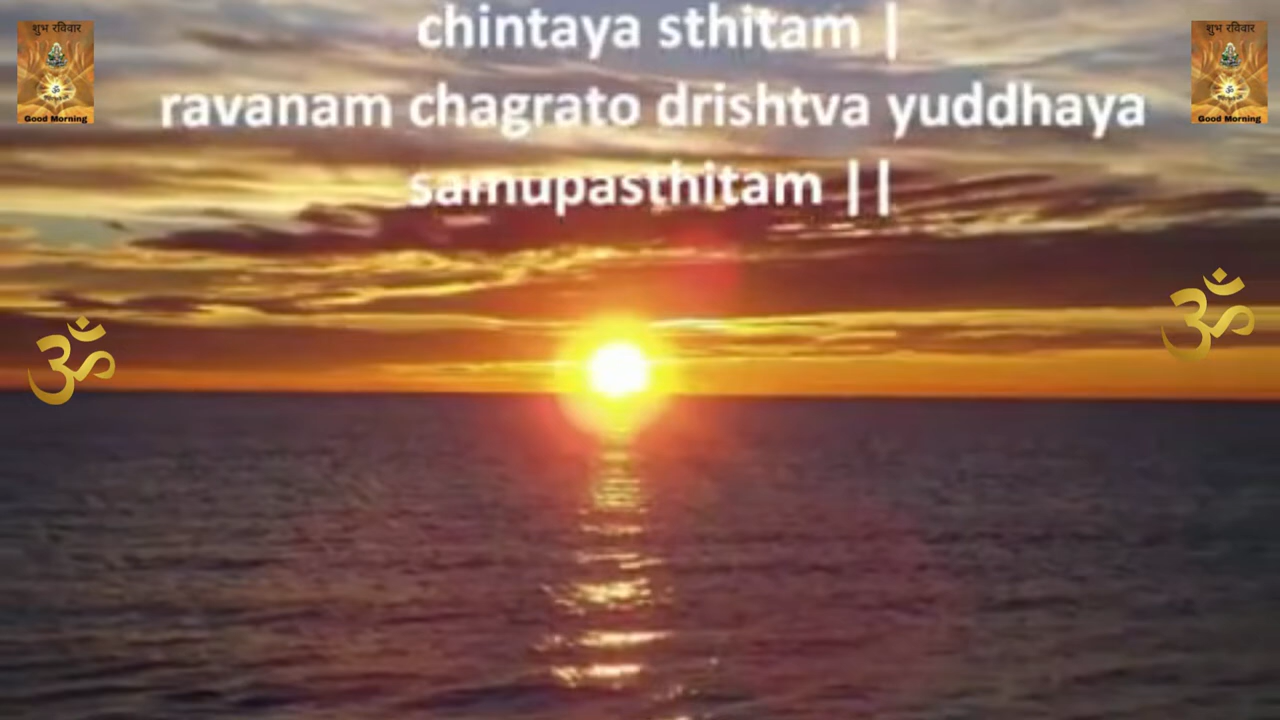 chintaya sthitam |
ravanam chagrato drishtva yuddhaya
samupasthitam ||
शुभ रविवार
Good Morning
शुभ रविवार
Good Morning
ॐ
ॐ